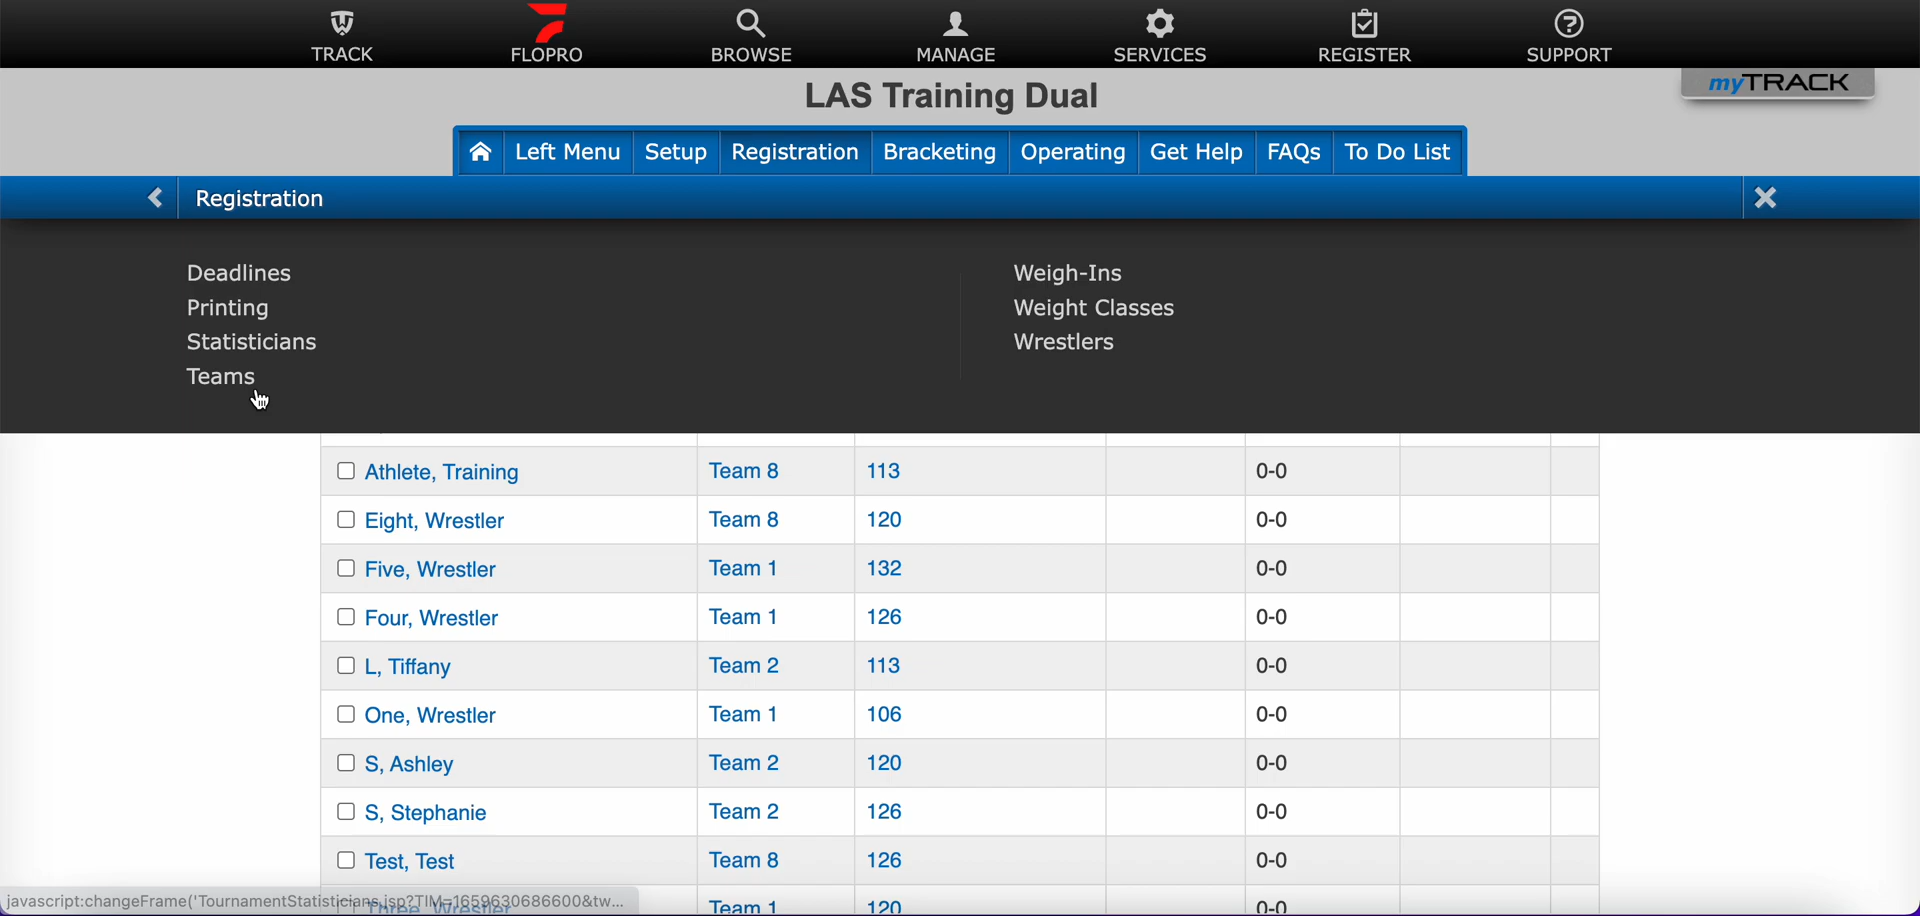 TRACK FLOPRO BROWSE MANAGE SERVICES REGISTER SUPPORT
LAS Training Dual
myTRACK
Left Menu Setup Registration Bracketing Operating Get Help FAQs To Do List
Registration
Deadlines
Printing
Statisticians
Teams
Weigh-Ins
Weight Classes
Wrestlers
Athlete, Training Team 8 113 0-0
Eight, Wrestler Team 8 120 0-0
Five, Wrestler Team 1 132 0-0
Four, Wrestler Team 1 126 0-0
L, Tiffany Team 2 113 0-0
One, Wrestler Team 1 106 0-0
S, Ashley Team 2 120 0-0
S, Stephanie Team 2 126 0-0
Test, Test Team 8 126 0-0
Three, Wrestler Team 1 120 0-0
javascript:changeFrame('TournamentStatisticians.jsp?TIM=1659630686600&tw...